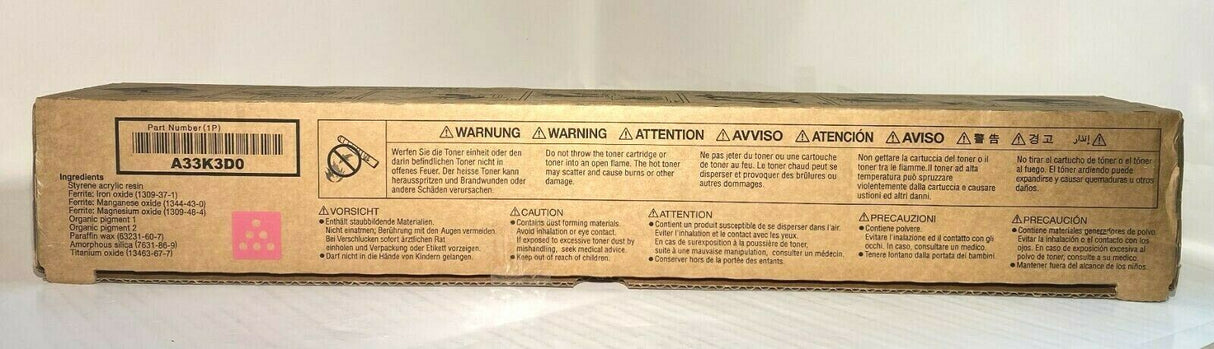 Part Number (1P)
A33K3D0
Ingredients
Styrene acrylic resin
Ferrite: Iron oxide (1309-37-1)
Ferrite: Manganese oxide (1344-43-0)
Ferrite: Magnesium oxide (1309-48-4)
Organic pigment 1
Organic pigment 2
Paraffin wax (63231-60-7)
Amorphous silica (7631-86-9)
Titanium oxide (13463-67-7)
⚠WARNUNG ⚠WARNING ⚠ATTENTION ⚠AVVISO ⚠ATENCIÓN ⚠AVISO ⚠警告 ⚠경고 إنذار⚠
Werfen Sie die Toner einheit oder den
darin befindlichen Toner nicht in
offenes Feuer. Der heisse Toner kann
herausspritzen und Brandwunden oder
andere Schäden verursachen.
Do not throw the toner cartridge or
toner into an open flame. The hot toner
may scatter and cause burns or other
damage.
Ne pas jeter du toner ou une cartouche
de toner au feu. Le toner chaud peut se
disperser et provoquer des brûlures ou
autres dommages.
Non gettare la cartuccia del toner o il
toner tra le fiamme.Il toner ad alta
temperatura può spruzzare
violentemente dalla cartuccia e causare
ustioni ed altri danni.
No tirar el cartucho de tóner o el tóner
al fuego. El tóner ardiendo puede
expandirse y causar quemaduras u otros
daños.
⚠VORSICHT
● Enthält staubbildende Materialien.
Nicht einatmen; Berührung mit den Augen vermeiden.
Bei Verschlucken sofort ärztlichen Rat
einholen und Verpackung oder Etikett vorzeigen.
● Darf nicht in die Hände von Kindern gelangen.
⚠CAUTION
● Contains dust forming materials.
Avoid inhalation or eye contact.
If exposed to excessive toner dust by
mishandling, seek medical advice.
● Keep out of reach of children.
⚠ATTENTION
● Contient un produit susceptible de se disperser dans l'air.
Eviter l'inhalation et le contact avec les yeux.
En cas de surexposition à la poussière de toner,
suite à une mauvaise manipulation, consulter un médecin.
● Conserver hors de la portée des enfants.
⚠PRECAUZIONI
● Contiene polvere.
Evitare l'inalazione ed il contatto con gli
occhi. In caso, consultare un medico.
● Tenere lontano dalla portata dei bambini.
⚠PRECAUCIÓN
● Contiene materiales generadores de polvo.
Evitar la inhalación o el contacto con los
ojos. En caso de exposición excesiva al
polvo de toner, consulte a su medico.
● Mantener fuera del alcance de los niños.